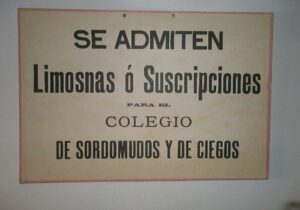 SE ADMITEN
Limosnas ó Suscripciones
PARA EL
COLEGIO
DE SORDOMUDOS Y DE CIEGOS